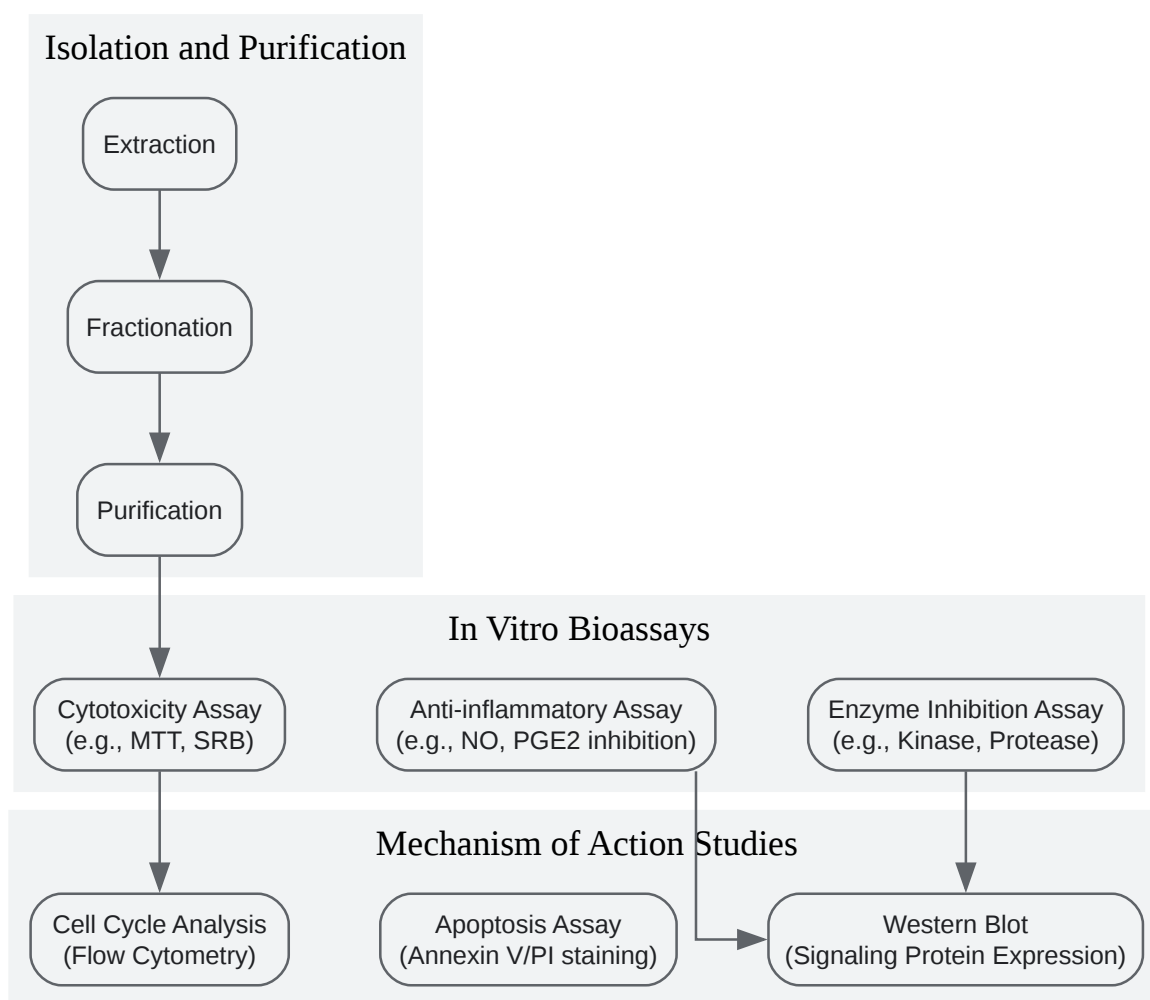 Isolation and Purification
Extraction
Fractionation
Purification
In Vitro Bioassays
Cytotoxicity Assay
(e.g., MTT, SRB)
Anti-inflammatory Assay
(e.g., NO, PGE2 inhibition)
Enzyme Inhibition Assay
(e.g., Kinase, Protease)
Mechanism of Action Studies
Cell Cycle Analysis
(Flow Cytometry)
Apoptosis Assay
(Annexin V/PI staining)
Western Blot
(Signaling Protein Expression)